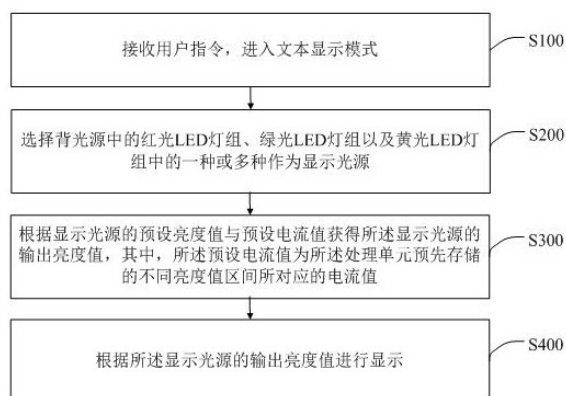 接收用户指令，进入文本显示模式
S100
选择背光源中的红光LED灯组、绿光LED灯组以及黄光LED灯
组中的一种或多种作为显示光源
S200
根据显示光源的预设亮度值与预设电流值获得所述显示光源的
输出亮度值，其中，所述预设电流值为所述处理单元预先存储
的不同亮度值区间所对应的电流值
S300
根据所述显示光源的输出亮度值进行显示
S400